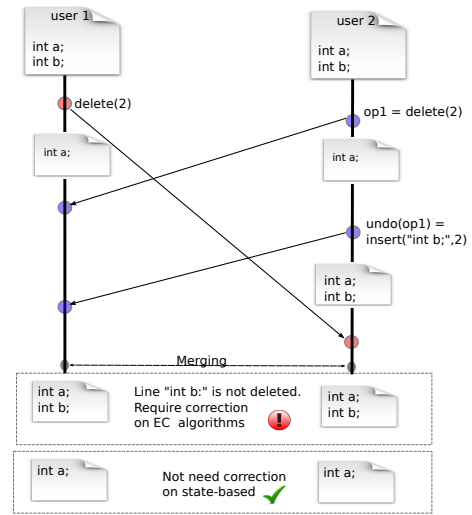 user 1
int a;
int b;
user 2
int a;
int b;
delete(2)
op1 = delete(2)
int a;
int a;
undo(op1) =
insert("int b;",2)
int a;
int b;
Merging
int a;
int b;
Line "int b:" is not deleted.
Require correction
on EC algorithms
int a;
int b;
int a;
Not need correction
on state-based
int a;